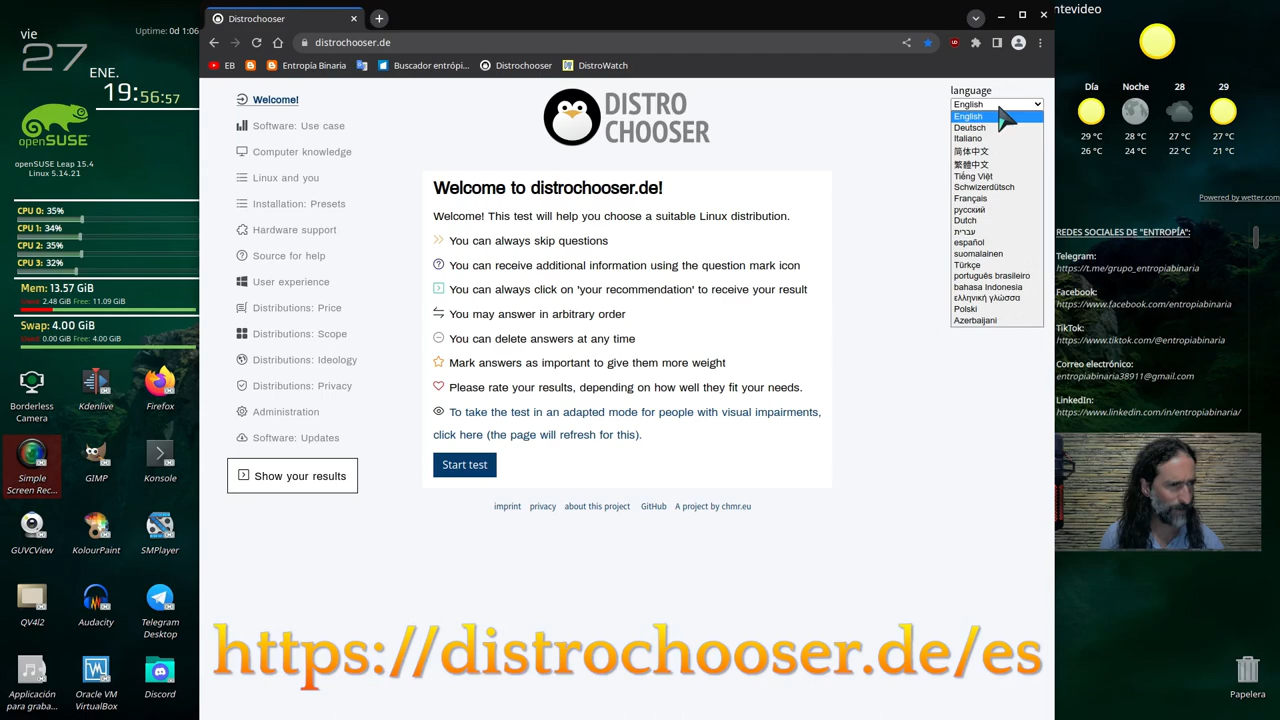 vie
27
ENE.
19:56:57
Uptime: 0d 1:06
openSUSE
openSUSE Leap 15.4
Linux 5.14.21
CPU 0: 35%
CPU 1: 34%
CPU 2: 35%
CPU 3: 32%
Mem: 13.57 GiB
Used: 2.48 GiB Free: 11.09 GiB
Swap: 4.00 GiB
Used: 0.00 GiB Free: 4.00 GiB
Borderless
Camera
Kdenlive
Firefox
Simple
Screen Rec...
GIMP
Konsole
GUVCView
KolourPaint
SMPlayer
QV4l2
Audacity
Telegram
Desktop
Applicación
para graba...
Oracle VM
VirtualBox
Discord
Distrochooser
distrochooser.de
EB
Entropia Binaria
Buscador entrópi...
Distrochooser
DistroWatch
Welcome!
Software: Use case
Computer knowledge
Linux and you
Installation: Presets
Hardware support
Source for help
User experience
Distributions: Price
Distributions: Scope
Distributions: Ideology
Distributions: Privacy
Administration
Software: Updates
Show your results
DISTRO
CHOOSER
Welcome to distrochooser.de!
Welcome! This test will help you choose a suitable Linux distribution.
You can always skip questions
You can receive additional information using the question mark icon
You can always click on 'your recommendation' to receive your result
You may answer in arbitrary order
You can delete answers at any time
Mark answers as important to give them more weight
Please rate your results, depending on how well they fit your needs.
To take the test in an adapted mode for people with visual impairments,
click here (the page will refresh for this).
Start test
imprint privacy about this project GitHub A project by chmr.eu
language
English
English
Deutsch
Italiano
简体中文
繁體中文
Tiếng Việt
Schwizerdütsch
Français
русский
Dutch
עברית
español
suomalainen
Türkçe
português brasileiro
bahasa Indonesia
ελληνική γλώσσα
Polski
Azerbaijani
https://distrochooser.de/es
ntevideo
Día Noche 28 29
29 °C 28 °C 27 °C 27 °C
26 °C 24 °C 22 °C 21 °C
Powered by wetter.com
REDES SOCIALES DE "ENTROPÍA":
Telegram:
https://t.me/grupo_entropiabinaria
Facebook:
https://www.facebook.com/entropiabinaria
TikTok:
https://www.tiktok.com/@entropiabinaria
Correo electrónico:
entropiabinaria38911@gmail.com
LinkedIn:
https://www.linkedin.com/in/entropiabinaria/
Papelera